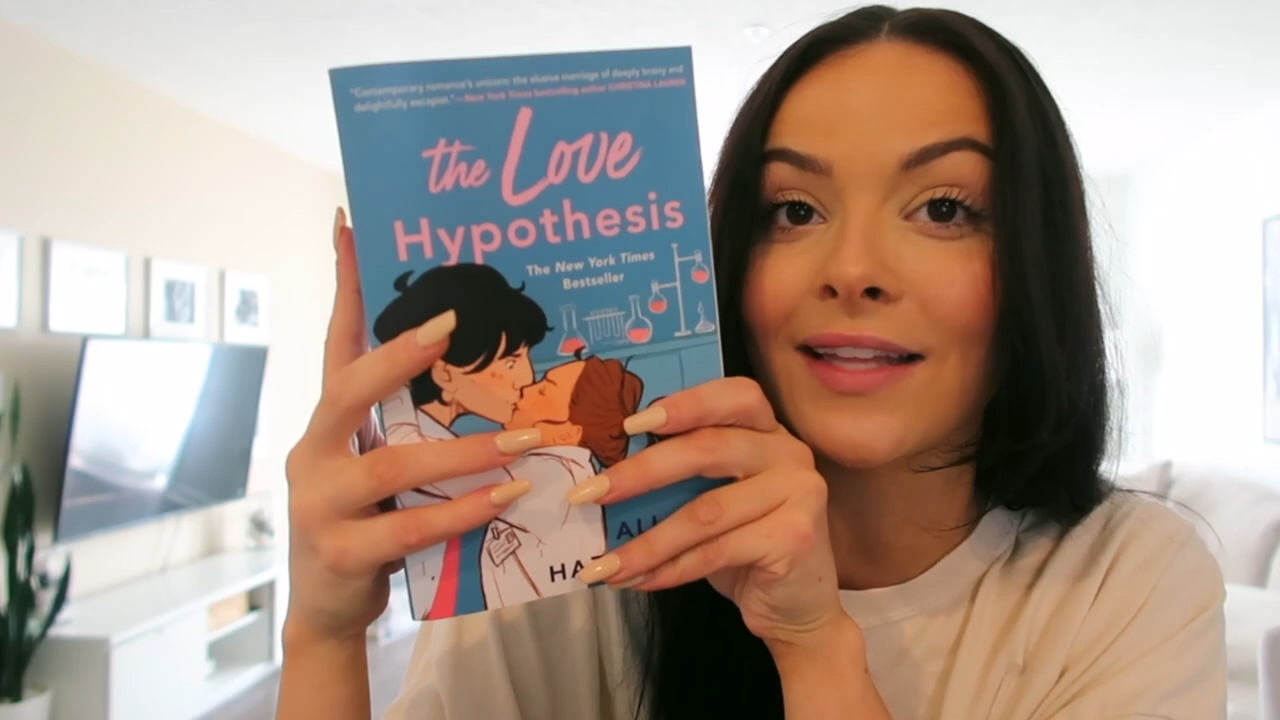 "Contemporary romance's unicorn: the elusive marriage of deeply brainy and
delightfully escapist."—New York Times bestselling author CHRISTINA LAUREN
the Love
Hypothesis
The New York Times
Bestseller